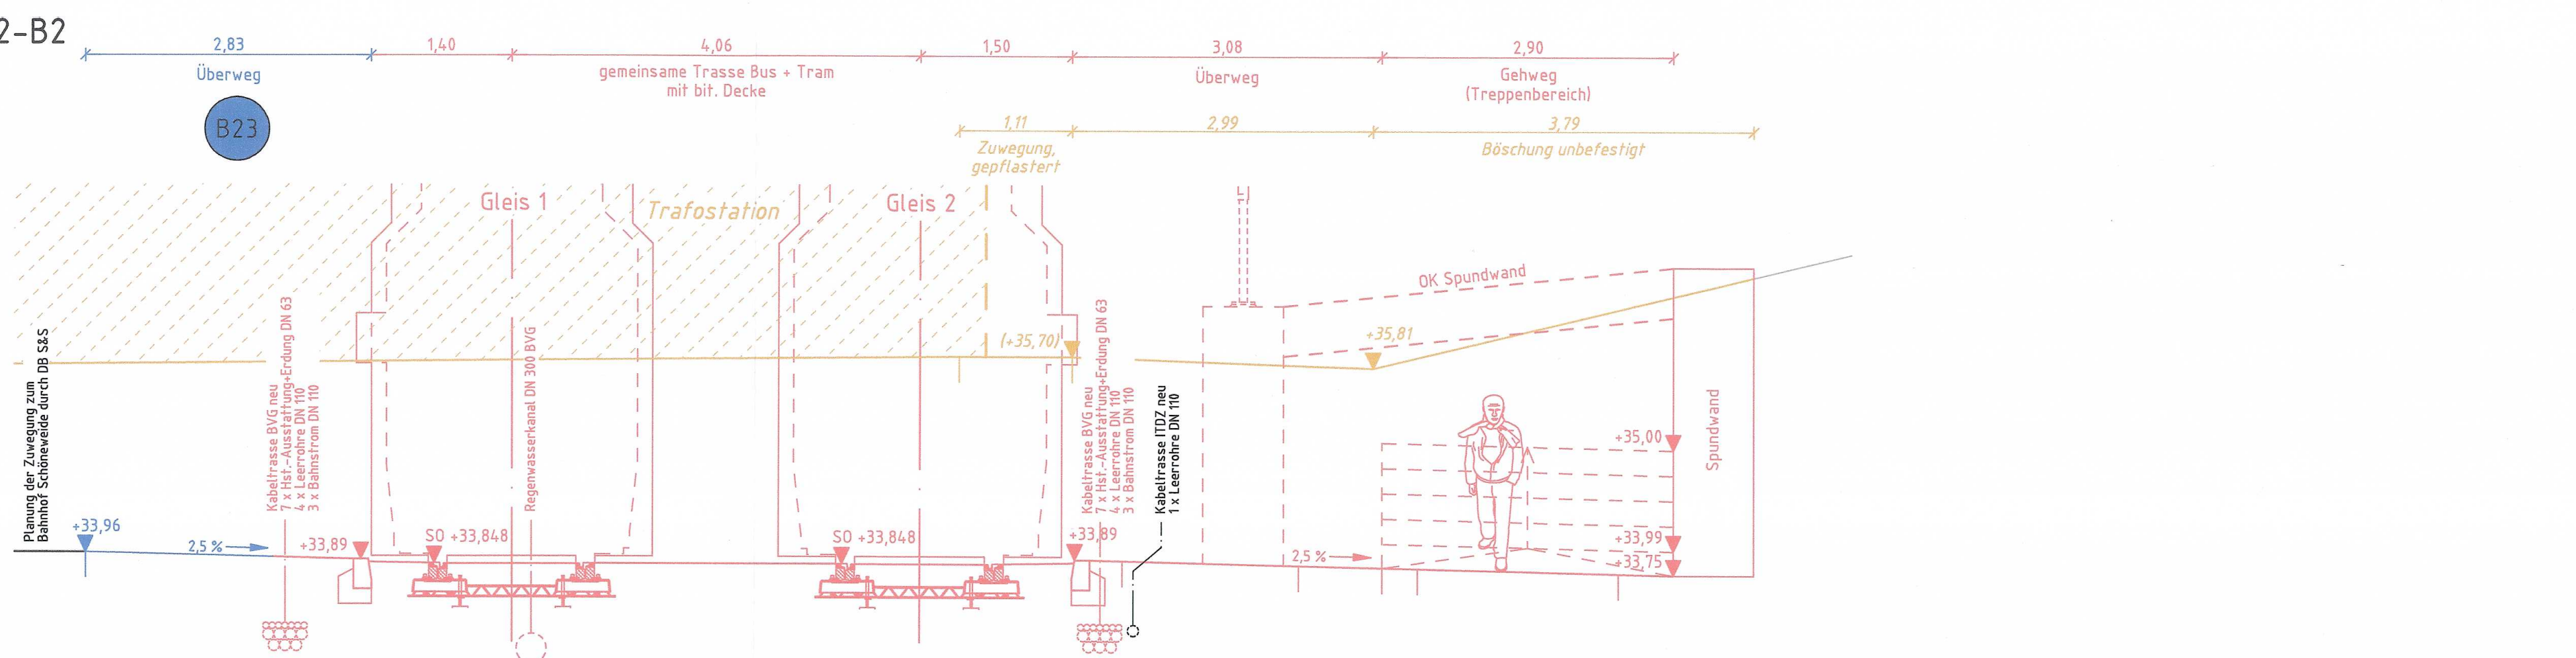 2-B2
2,83
1,40
4,06
1,50
3,08
2,90
Überweg
gemeinsame Trasse Bus + Tram
mit bit. Decke
Überweg
Gehweg
(Treppenbereich)
B23
1,11
2,99
3,79
Zuwegung,
gepflastert
Böschung unbefestigt
Gleis 1
Trafostation
Gleis 2
OK Spundwand
(+35,70)
+35,81
Planung der Zuwegung zum
Bahnhof Schöneweide durch DB S&S
Kabeltrasse BVG neu
7 x Hst.-Ausstattung+Erdung DN 63
4 x Leerrohre DN 110
3 x Bahnstrom DN 110
Regenwasserkanal DN 300 BVG
Kabeltrasse BVG neu
7 x Hst.-Ausstattung+Erdung DN 63
4 x Leerrohre DN 110
3 x Bahnstrom DN 110
Kabeltrasse ITDZ neu
1 x Leerrohre DN 110
Spundwand
+35,00
+33,96
2,5 %
+33,89
SO +33,848
SO +33,848
+33,89
2,5 %
+33,99
+33,75